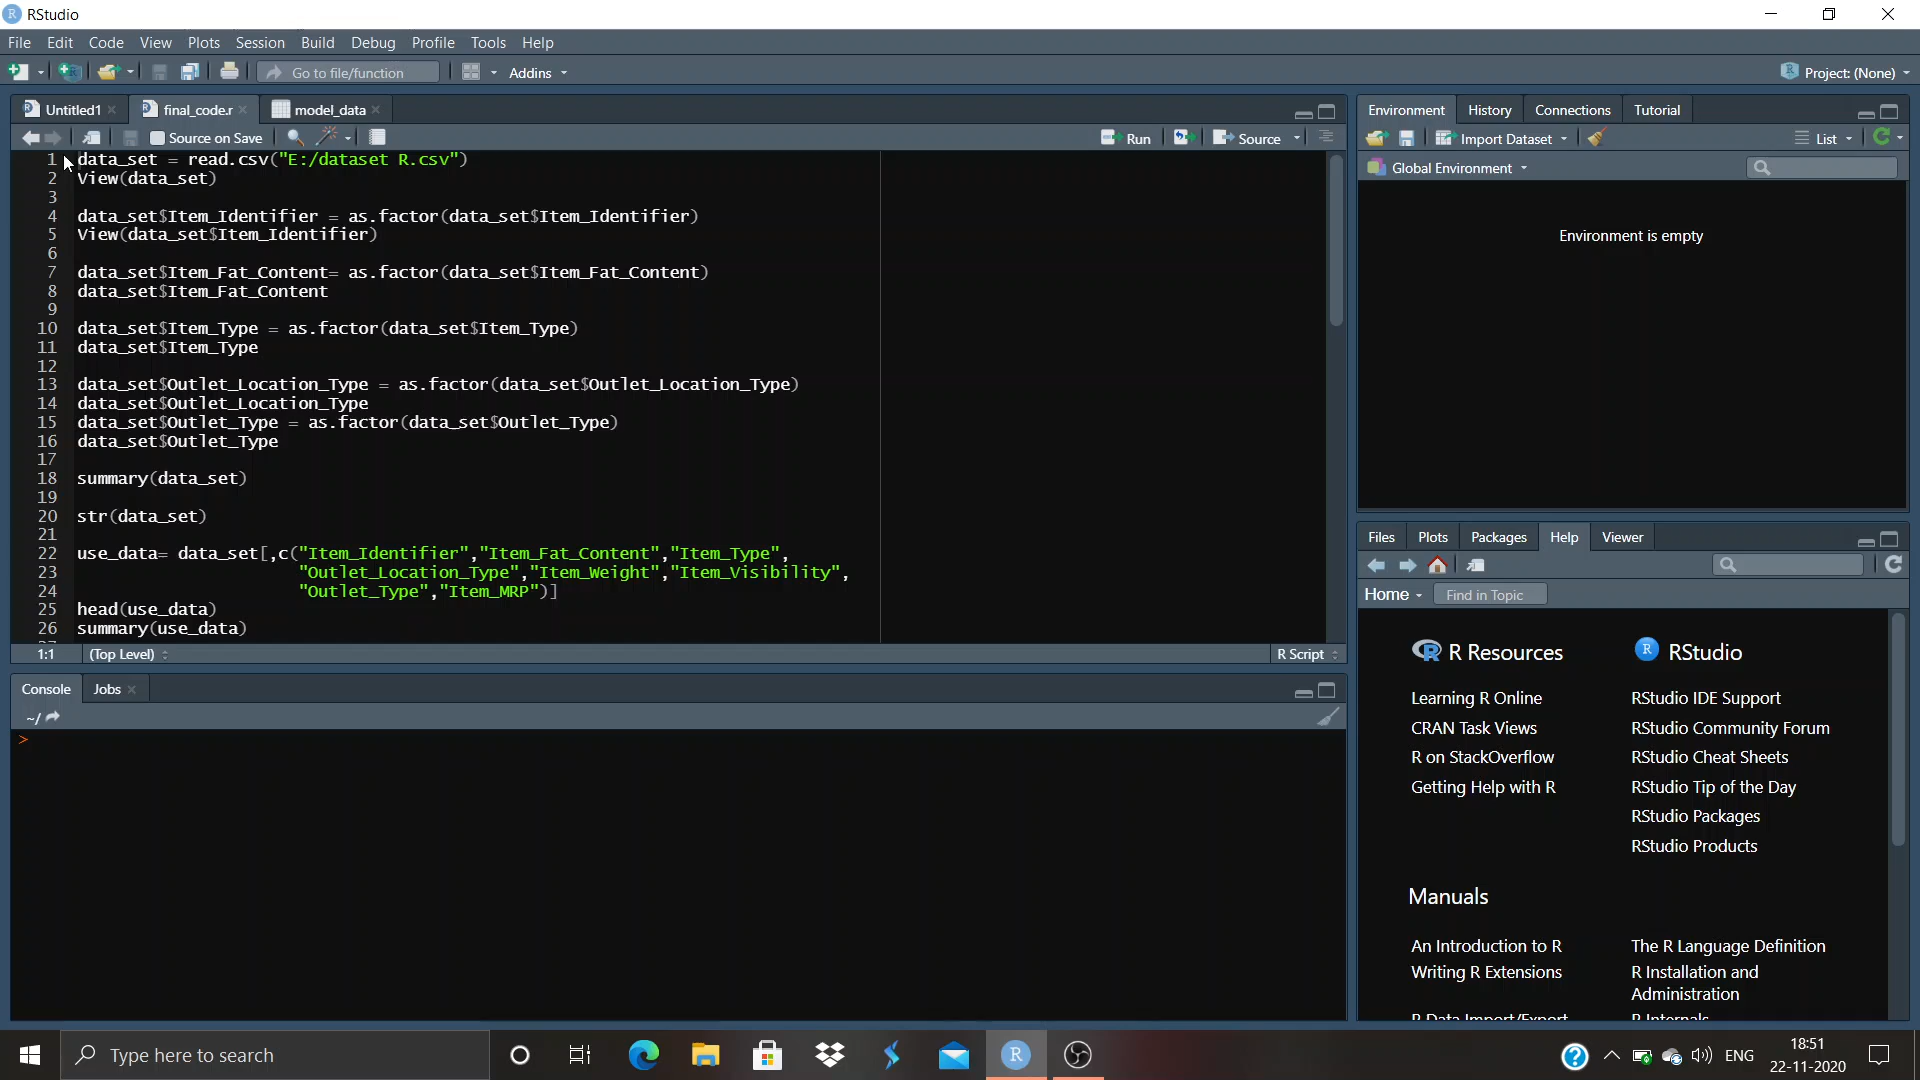 RStudio
File Edit Code View Plots Session Build Debug Profile Tools Help
Go to file/function Addins Project: (None)
Untitled1 final_code.r model_data
Source on Save Run Source
1 data_set = read.csv("E:/dataset R.csv")
2 View(data_set)
3
4 data_set$Item_Identifier = as.factor(data_set$Item_Identifier)
5 View(data_set$Item_Identifier)
6
7 data_set$Item_Fat_Content= as.factor(data_set$Item_Fat_Content)
8 data_set$Item_Fat_Content
9
10 data_set$Item_Type = as.factor(data_set$Item_Type)
11 data_set$Item_Type
12
13 data_set$Outlet_Location_Type = as.factor(data_set$Outlet_Location_Type)
14 data_set$Outlet_Location_Type
15 data_set$Outlet_Type = as.factor(data_set$Outlet_Type)
16 data_set$Outlet_Type
17
18 summary(data_set)
19
20 str(data_set)
21
22 use_data= data_set[,c("Item_Identifier","Item_Fat_Content","Item_Type",
23 "Outlet_Location_Type","Item_Weight","Item_Visibility",
24 "Outlet_Type","Item_MRP")]
25 head(use_data)
26 summary(use_data)
1:1 (Top Level) R Script
Console Jobs
~/
>
Environment History Connections Tutorial
Import Dataset List
Global Environment
Environment is empty
Files Plots Packages Help Viewer
Home Find in Topic
R Resources
Learning R Online
CRAN Task Views
R on StackOverflow
Getting Help with R
RStudio
RStudio IDE Support
RStudio Community Forum
RStudio Cheat Sheets
RStudio Tip of the Day
RStudio Packages
RStudio Products
Manuals
An Introduction to R
Writing R Extensions
R Data Import/Export
The R Language Definition
R Installation and
Administration
R Internals
Type here to search
ENG
18:51
22-11-2020